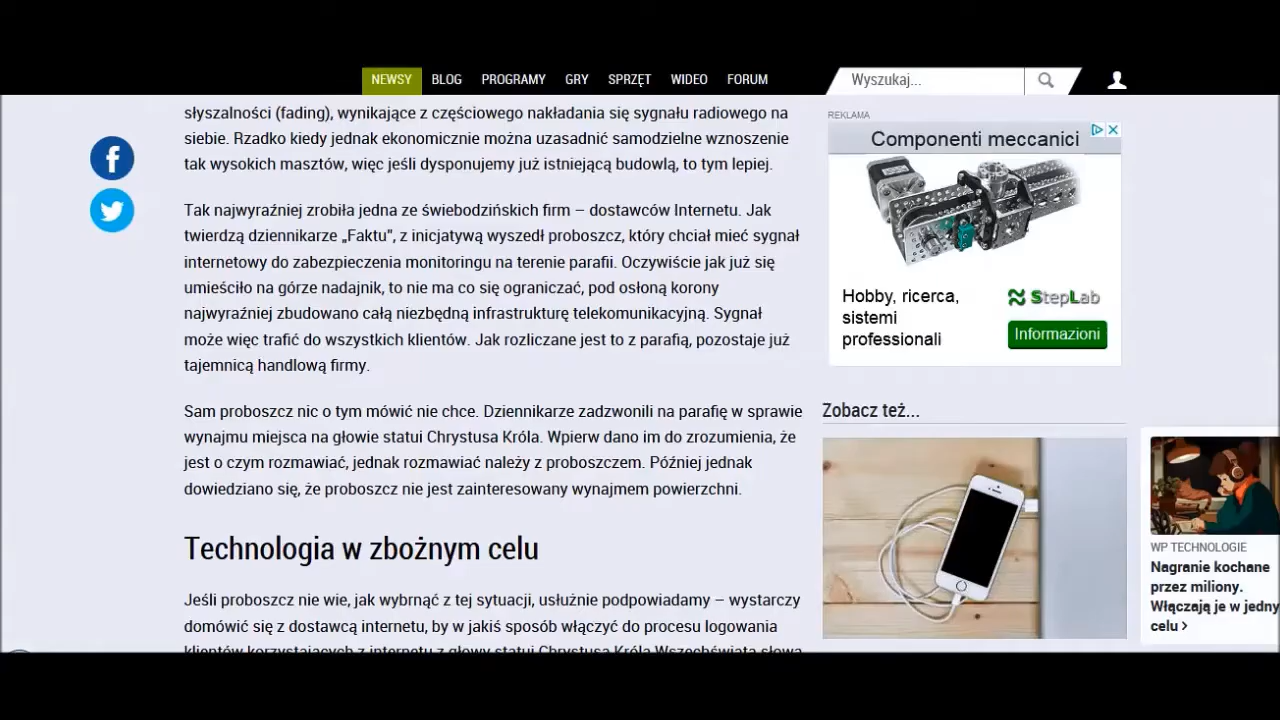 NEWSY BLOG PROGRAMY GRY SPRZĘT WIDEO FORUM
Wyszukaj...
słyszalności (fading), wynikające z częściowego nakładania się sygnału radiowego na
siebie. Rzadko kiedy jednak ekonomicznie można uzasadnić samodzielne wznoszenie
tak wysokich masztów, więc jeśli dysponujemy już istniejącą budowlą, to tym lepiej.
Tak najwyraźniej zrobiła jedna ze świebodzińskich firm – dostawców Internetu. Jak
twierdzą dziennikarze „Faktu”, z inicjatywą wyszedł proboszcz, który chciał mieć sygnał
internetowy do zabezpieczenia monitoringu na terenie parafii. Oczywiście jak już się
umieściło na górze nadajnik, to nie ma co się ograniczać, pod osłoną korony
najwyraźniej zbudowano całą niezbędną infrastrukturę telekomunikacyjną. Sygnał
może więc trafić do wszystkich klientów. Jak rozliczane jest to z parafią, pozostaje już
tajemnicą handlową firmy.
Sam proboszcz nic o tym mówić nie chce. Dziennikarze zadzwonili na parafię w sprawie
wynajmu miejsca na głowie statui Chrystusa Króla. Wpierw dano im do zrozumienia, że
jest o czym rozmawiać, jednak rozmawiać należy z proboszczem. Później jednak
dowiedziano się, że proboszcz nie jest zainteresowany wynajmem powierzchni.
Technologia w zbożnym celu
Jeśli proboszcz nie wie, jak wybrnąć z tej sytuacji, usłużnie podpowiadamy – wystarczy
domówić się z dostawcą internetu, by w jakiś sposób włączyć do procesu logowania
klientów korzystających z internetu z głowy statui Chrystusa Króla Wszechświata słowa
REKLAMA
Componenti meccanici
Hobby, ricerca,
sistemi
professionali
StepLab
Informazioni
Zobacz też...
WP TECHNOLOGIE
Nagranie kochane
przez miliony.
Włączają je w jedny
celu >